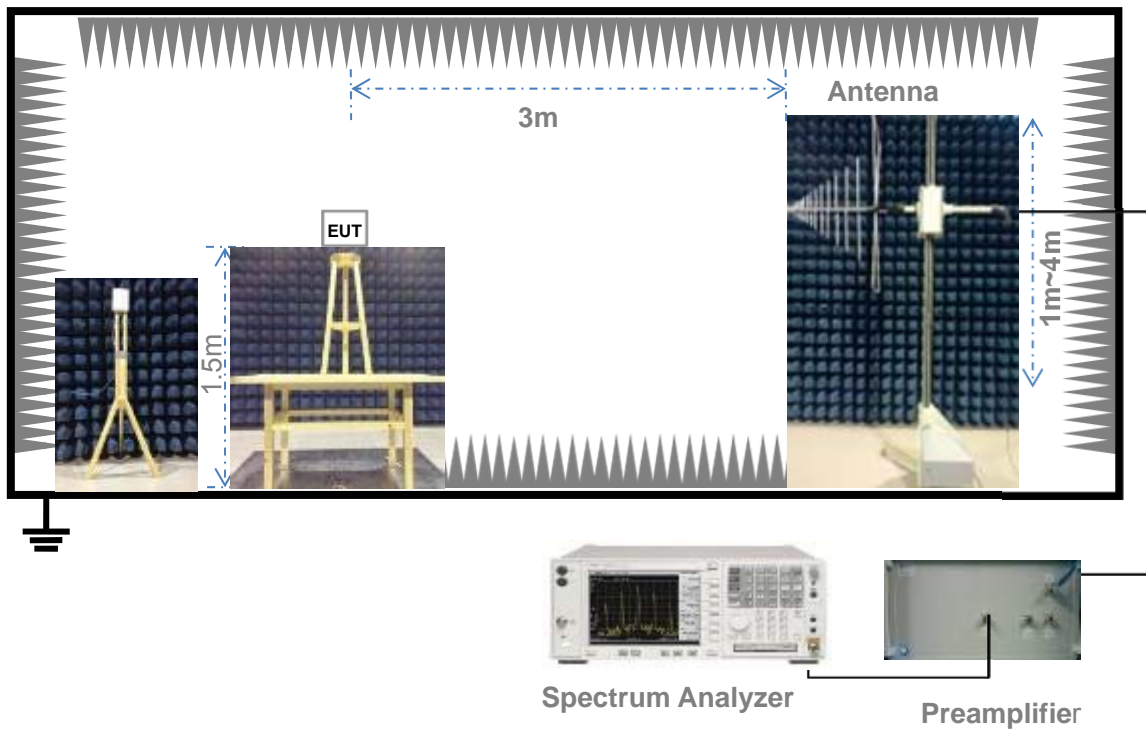 Antenna
3m
EUT
1.5m
1m~4m
Spectrum Analyzer
Preamplifier